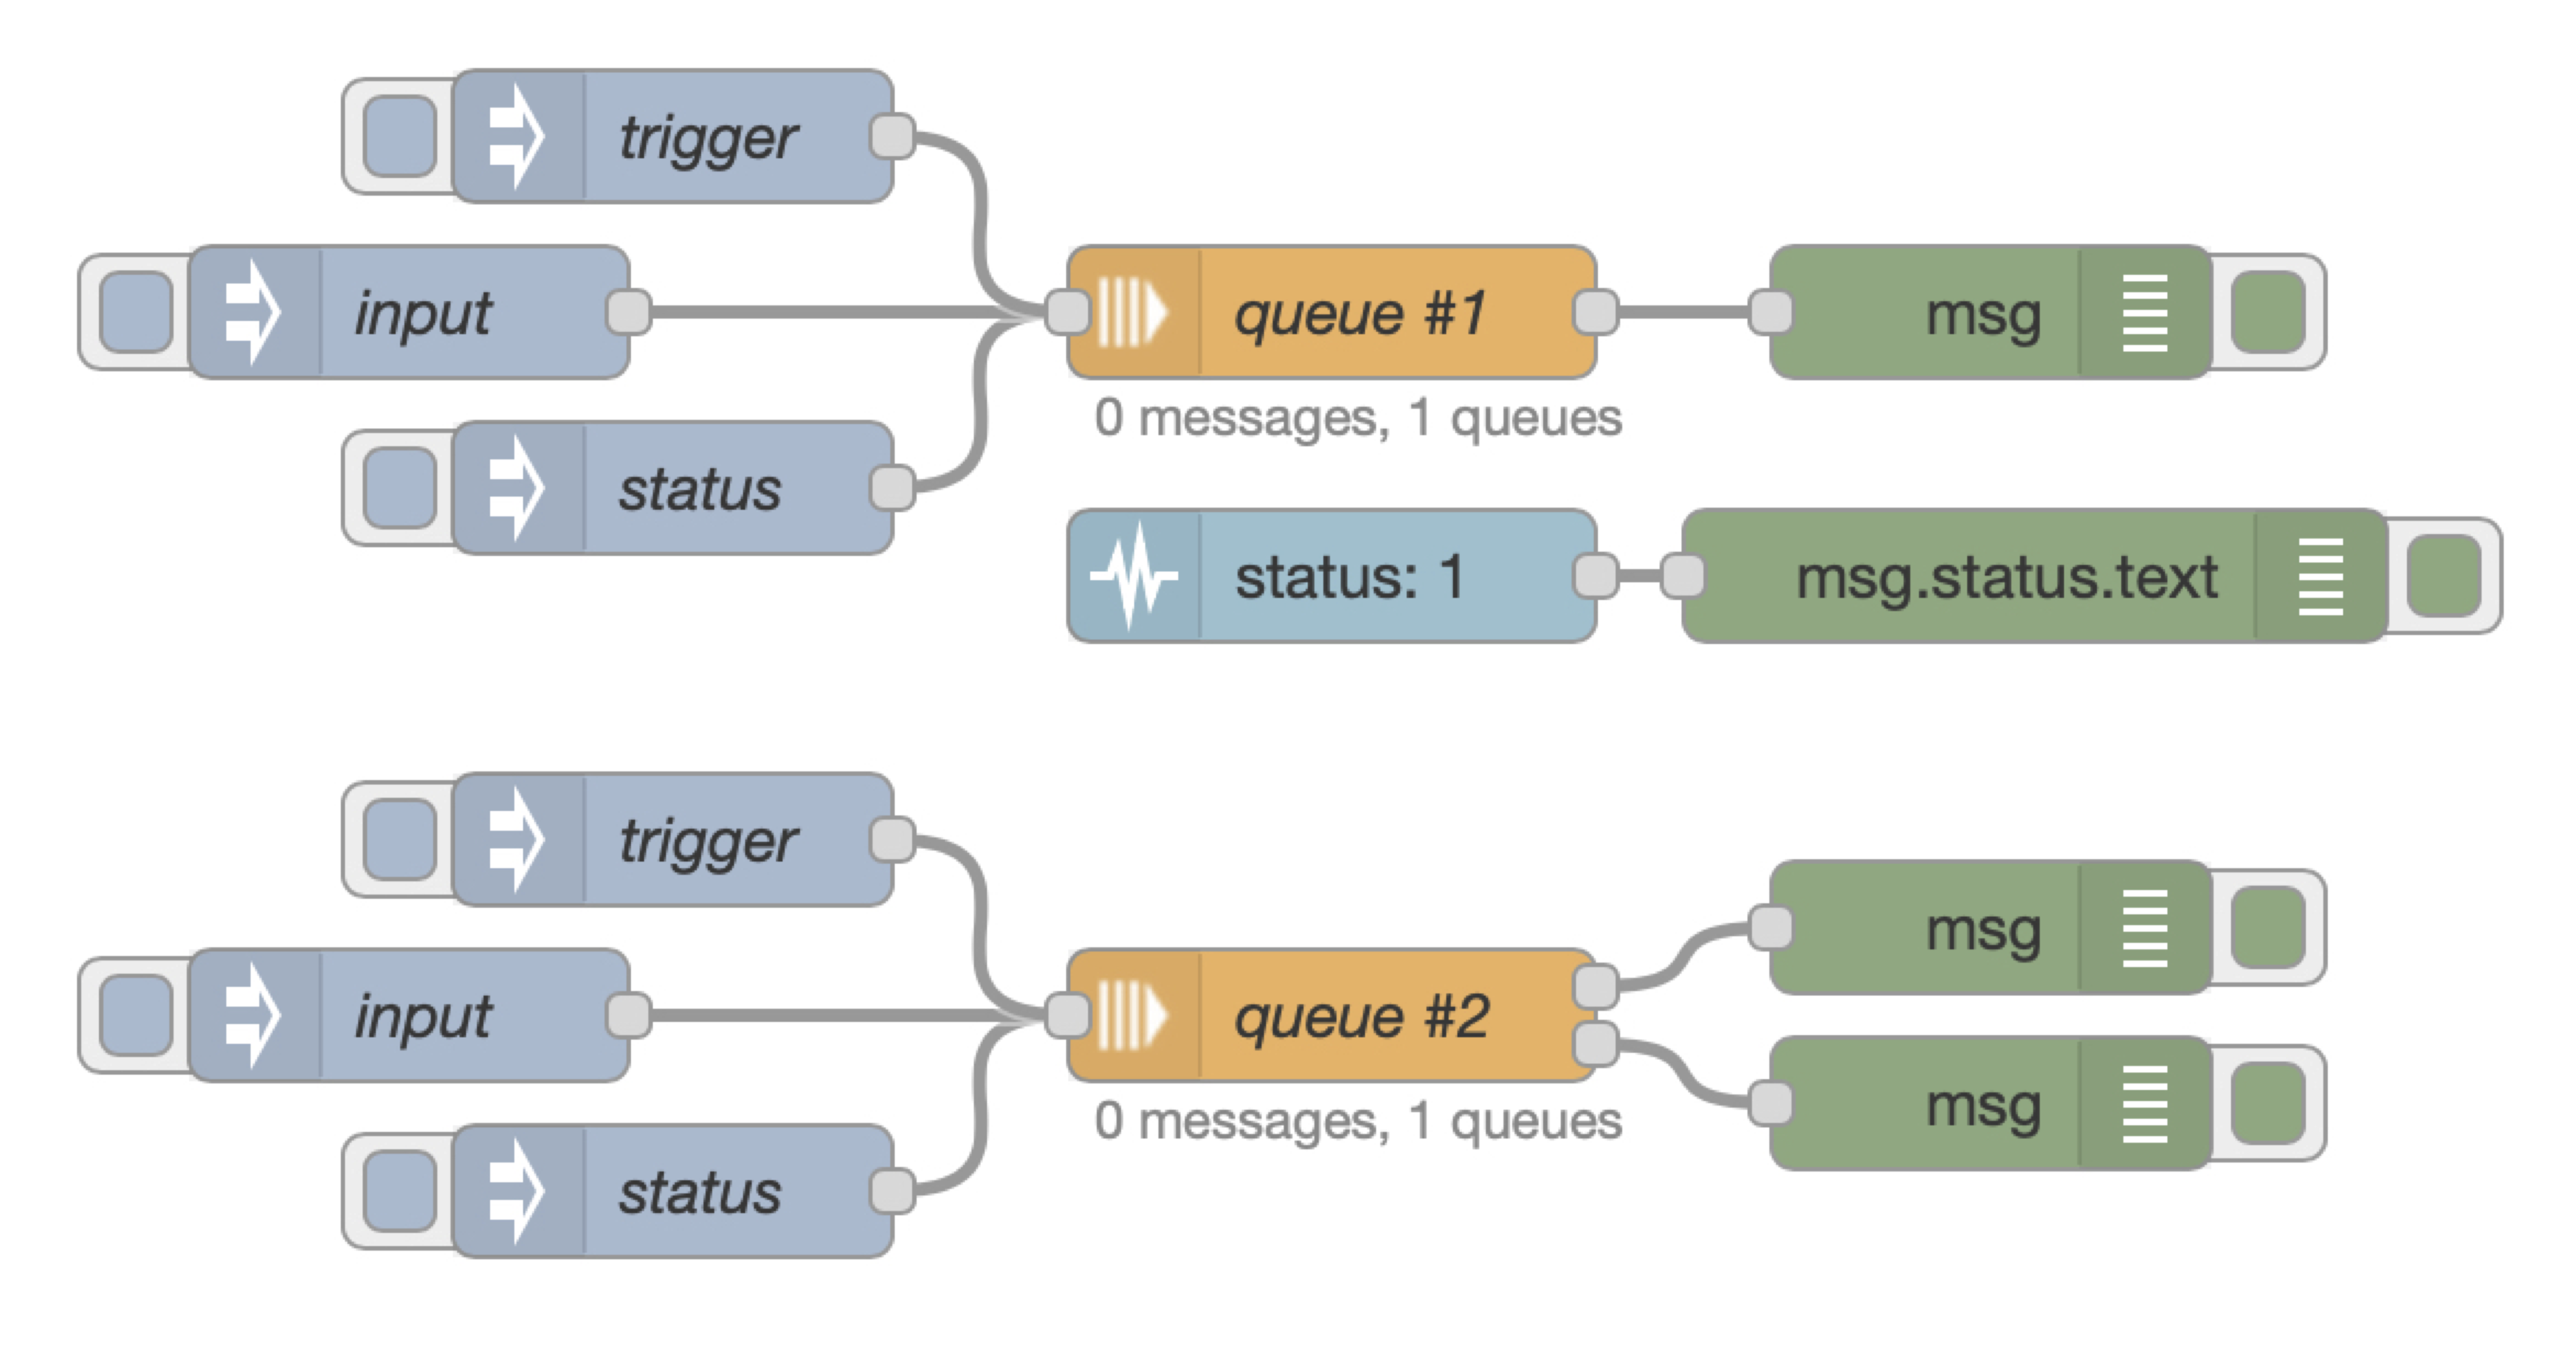 trigger
input
queue #1
msg
0 messages, 1 queues
status
status: 1
msg.status.text
trigger
msg
input
queue #2
msg
0 messages, 1 queues
status